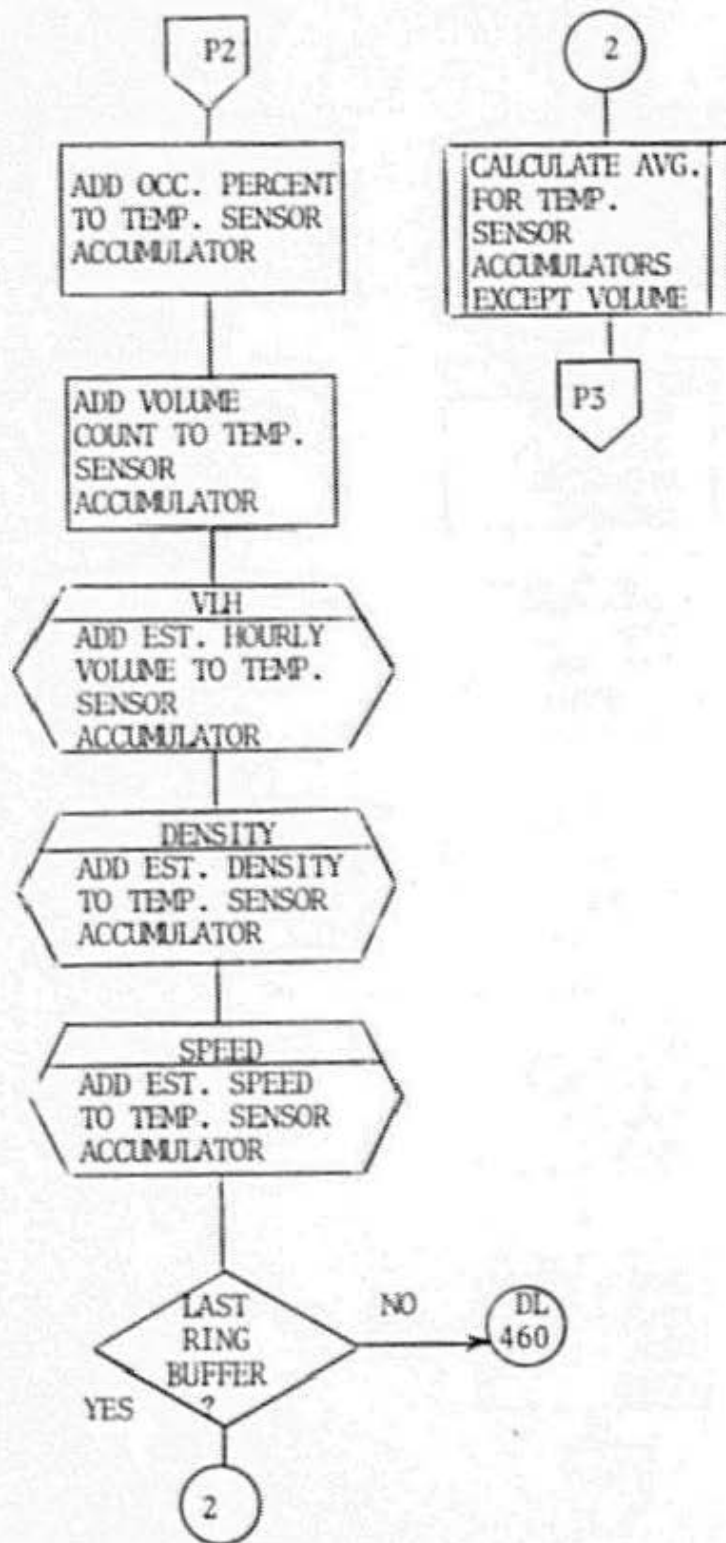 P2
ADD OCC. PERCENT
TO TEMP. SENSOR
ACCUMULATOR
ADD VOLUME
COUNT TO TEMP.
SENSOR
ACCUMULATOR
VLH
ADD EST. HOURLY
VOLUME TO TEMP.
SENSOR
ACCUMULATOR
DENSITY
ADD EST. DENSITY
TO TEMP. SENSOR
ACCUMULATOR
SPEED
ADD EST. SPEED
TO TEMP. SENSOR
ACCUMULATOR
LAST
RING
BUFFER
?
NO
DL
460
YES
2
2
CALCULATE AVG.
FOR TEMP.
SENSOR
ACCUMULATORS
EXCEPT VOLUME
P3